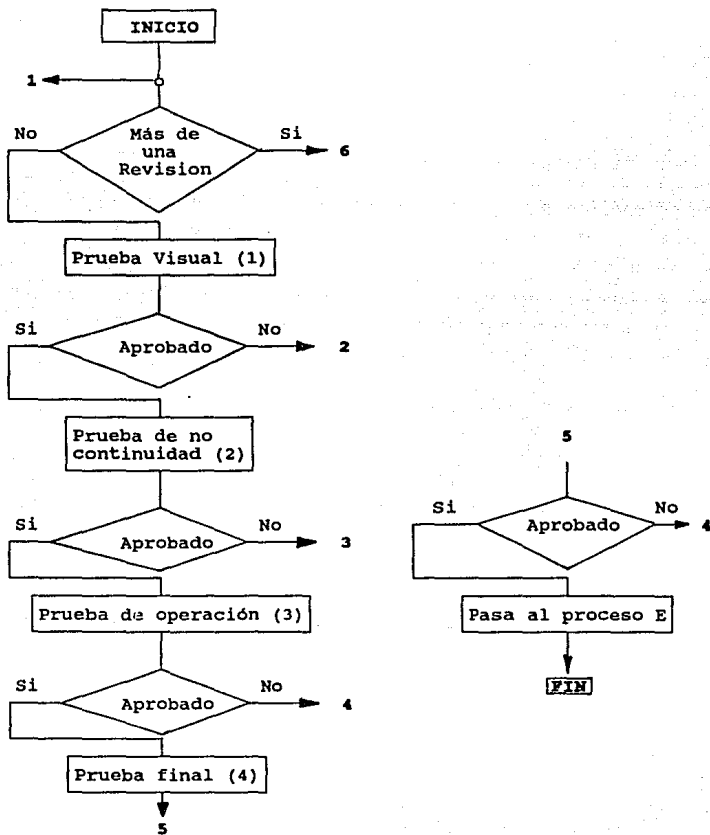 INICIO
1
No
Más de
una
Revision
Si
6
Prueba Visual (1)
Si
Aprobado
No
2
Prueba de no
continuidad (2)
Si
Aprobado
No
3
Prueba de operación (3)
Si
Aprobado
No
4
Prueba final (4)
5
5
Si
Aprobado
No
4
Pasa al proceso E
FIN